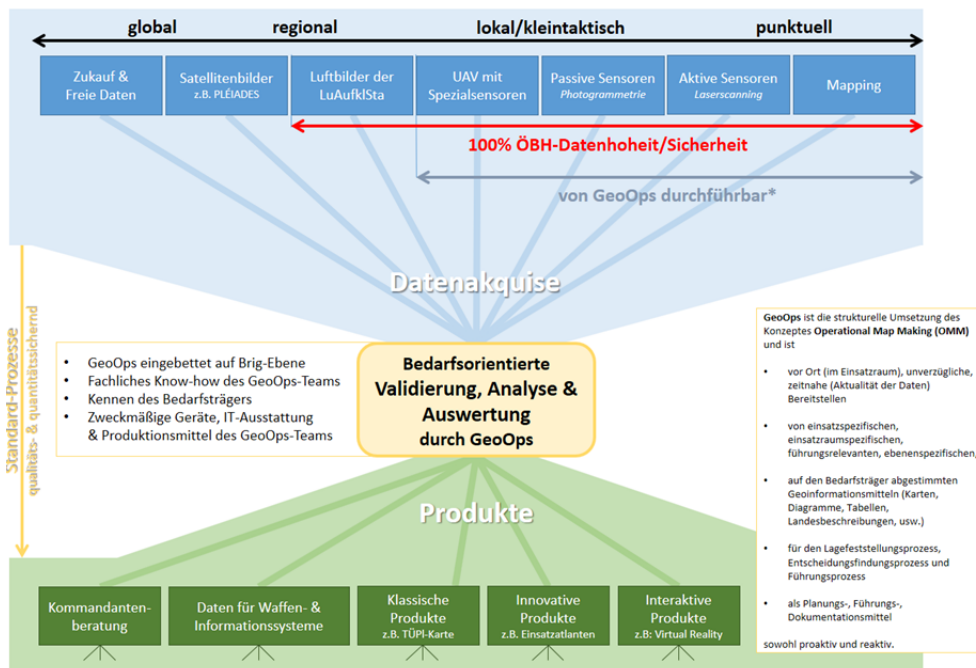 global regional lokal/kleintaktisch punktuell
Zukauf & Freie Daten
Satellitenbilder
z.B. PLÉIADES
Luftbilder der
LuAufklSta
UAV mit
Spezialsensoren
Passive Sensoren
Photogrammetrie
Aktive Sensoren
Laserscanning
Mapping
100% ÖBH-Datenhoheit/Sicherheit
von GeoOps durchführbar*
Datenakquise
Standard-Prozesse
qualitäts- & quantitätssichernd
• GeoOps eingebettet auf Brig-Ebene
• Fachliches Know-how des GeoOps-Teams
• Kennen des Bedarfsträgers
• Zweckmäßige Geräte, IT-Ausstattung
& Produktionsmittel des GeoOps-Teams
Bedarfsorientierte
Validierung, Analyse &
Auswertung
durch GeoOps
GeoOps ist die strukturelle Umsetzung des
Konzeptes Operational Map Making (OMM)
und ist
• vor Ort (im Einsatzraum), unverzügliche,
zeitnahe (Aktualität der Daten)
Bereitstellen
• von einsatzspezifischen,
einsatzraumspezifischen,
führungsrelevanten, ebenenspezifischen,
• auf den Bedarfsträger abgestimmten
Geoinformationsmitteln (Karten,
Diagramme, Tabellen,
Landesbeschreibungen, usw.)
• für den Lagefeststellungsprozess,
Entscheidungsfindungsprozess und
Führungsprozess
• als Planungs-, Führungs-,
Dokumentationsmittel
sowohl proaktiv und reaktiv.
Produkte
Kommandanten-
beratung
Daten für Waffen- &
Informationssysteme
Klassische
Produkte
z.B. TÜPl-Karte
Innovative
Produkte
z.B. Einsatzatlanten
Interaktive
Produkte
z.B: Virtual Reality